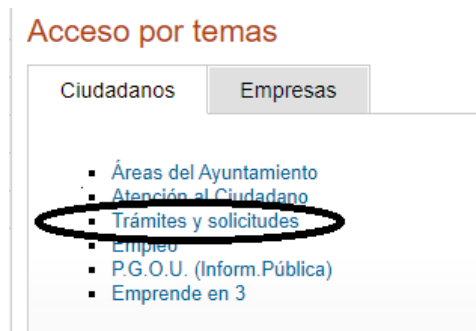 Acceso por temas
Ciudadanos Empresas
Áreas del Ayuntamiento
Atención al Ciudadano
Trámites y solicitudes
Empleo
P.G.O.U. (Inform.Pública)
Emprende en 3